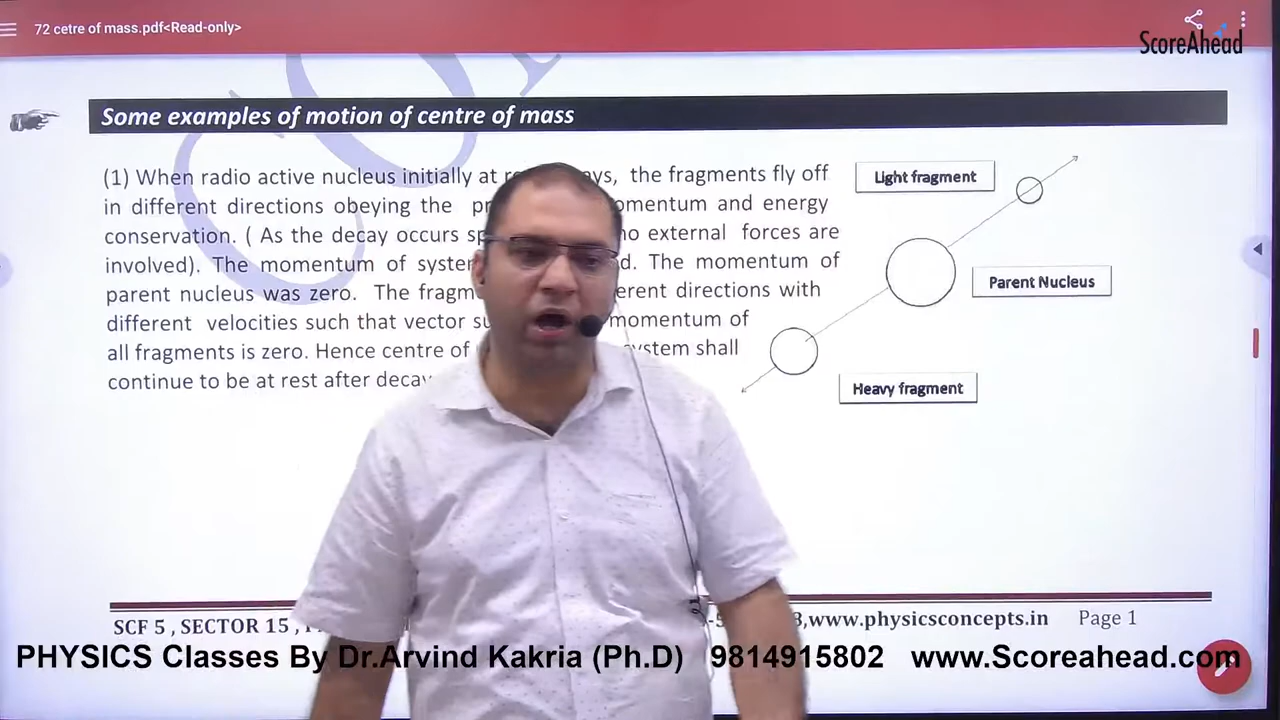 72 cetre of mass.pdf<Read-only>
ScoreAhead
Some examples of motion of centre of mass
(1) When radio active nucleus initially at the fragments fly off
in different directions obeying the and energy
conservation. ( As the decay occurs no external forces are
involved). The momentum of The momentum of
parent nucleus was zero. The directions with
different velocities such that vector momentum of
all fragments is zero. Hence centre of shall
continue to be at rest after
Light fragment
Parent Nucleus
Heavy fragment
SCF 5 , SECTOR 15 , www.physicsconcepts.in Page 1
PHYSICS Classes By Dr.Arvind Kakria (Ph.D) 9814915802 www.Scoreahead.com